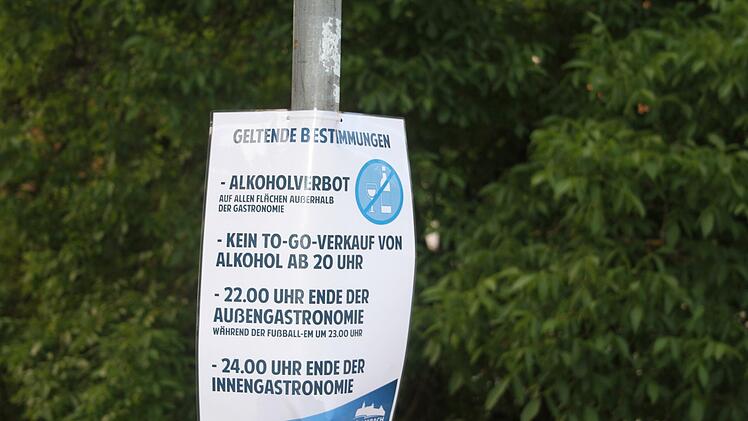 GELTENDE BESTIMMUNGEN
- ALKOHOLVERBOT
AUF ALLEN FLÄCHEN AUßERHALB
DER GASTRONOMIE
- KEIN TO-GO-VERKAUF VON
ALKOHOL AB 20 UHR
- 22.00 UHR ENDE DER
AUßENGASTRONOMIE
WÄHREND DER FUßBALL-EM UM 23.00 UHR
- 24.00 UHR ENDE DER
INNENGASTRONOMIE